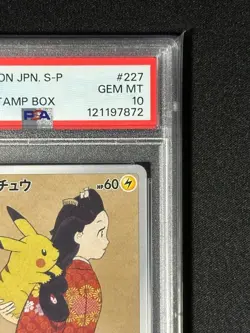 ON JPN. S-P #227
GEM MT
TAMP BOX 10
PSA 121197872
チュウ HP60